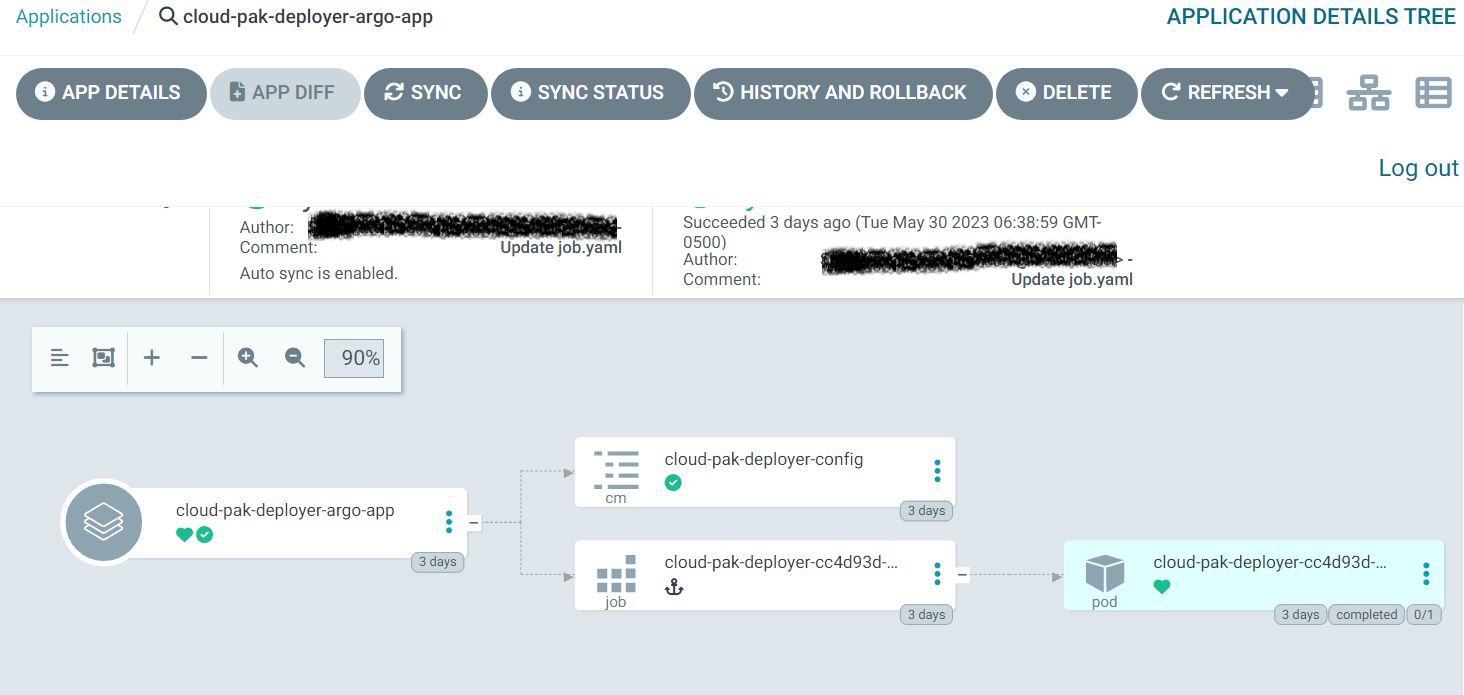 Applications / cloud-pak-deployer-argo-app
APPLICATION DETAILS TREE
APP DETAILS
APP DIFF
SYNC
SYNC STATUS
HISTORY AND ROLLBACK
DELETE
REFRESH
Log out
Author:
Comment: Update job.yaml
Auto sync is enabled.
Succeeded 3 days ago (Tue May 30 2023 06:38:59 GMT-
0500)
Author: > -
Comment: Update job.yaml
90%
cloud-pak-deployer-argo-app
3 days
cm
cloud-pak-deployer-config
3 days
job
cloud-pak-deployer-cc4d93d-...
3 days
pod
cloud-pak-deployer-cc4d93d-...
3 days
completed
0/1